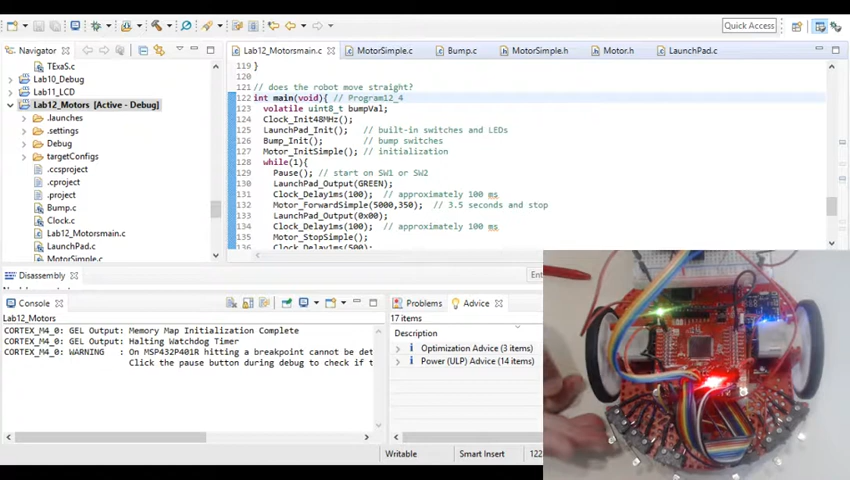 Quick Access
Navigator
Lab12_Motorsmain.c
MotorSimple.c
Bump.c
MotorSimple.h
Motor.h
LaunchPad.c
TExaS.c
Lab10_Debug
Lab11_LCD
Lab12_Motors [Active - Debug]
.launches
.settings
Debug
targetConfigs
.ccsproject
.cproject
.project
Bump.c
Clock.c
Lab12_Motorsmain.c
LaunchPad.c
MotorSimple.c
119 }
120
121 // does the robot move straight?
122 int main(void){ // Program12_4
123 volatile uint8_t bumpVal;
124 Clock_Init48MHz();
125 LaunchPad_Init(); // built-in switches and LEDs
126 Bump_Init(); // bump switches
127 Motor_InitSimple(); // initialization
128 while(1){
129 Pause(); // start on SW1 or SW2
130 LaunchPad_Output(GREEN);
131 Clock_Delay1ms(100); // approximately 100 ms
132 Motor_ForwardSimple(5000,350); // 3.5 seconds and stop
133 LaunchPad_Output(0x00);
134 Clock_Delay1ms(100); // approximately 100 ms
135 Motor_StopSimple();
136 Clock_Delay1ms(500);
Disassembly
Ent
Console
Lab12_Motors
CORTEX_M4_0: GEL Output: Memory Map Initialization Complete
CORTEX_M4_0: GEL Output: Halting Watchdog Timer
CORTEX_M4_0: WARNING : On MSP432P401R hitting a breakpoint cannot be det
Click the pause button during debug to check if t
Problems
Advice
17 items
Description
i Optimization Advice (3 items)
i Power (ULP) Advice (14 items)
Writable
Smart Insert
122